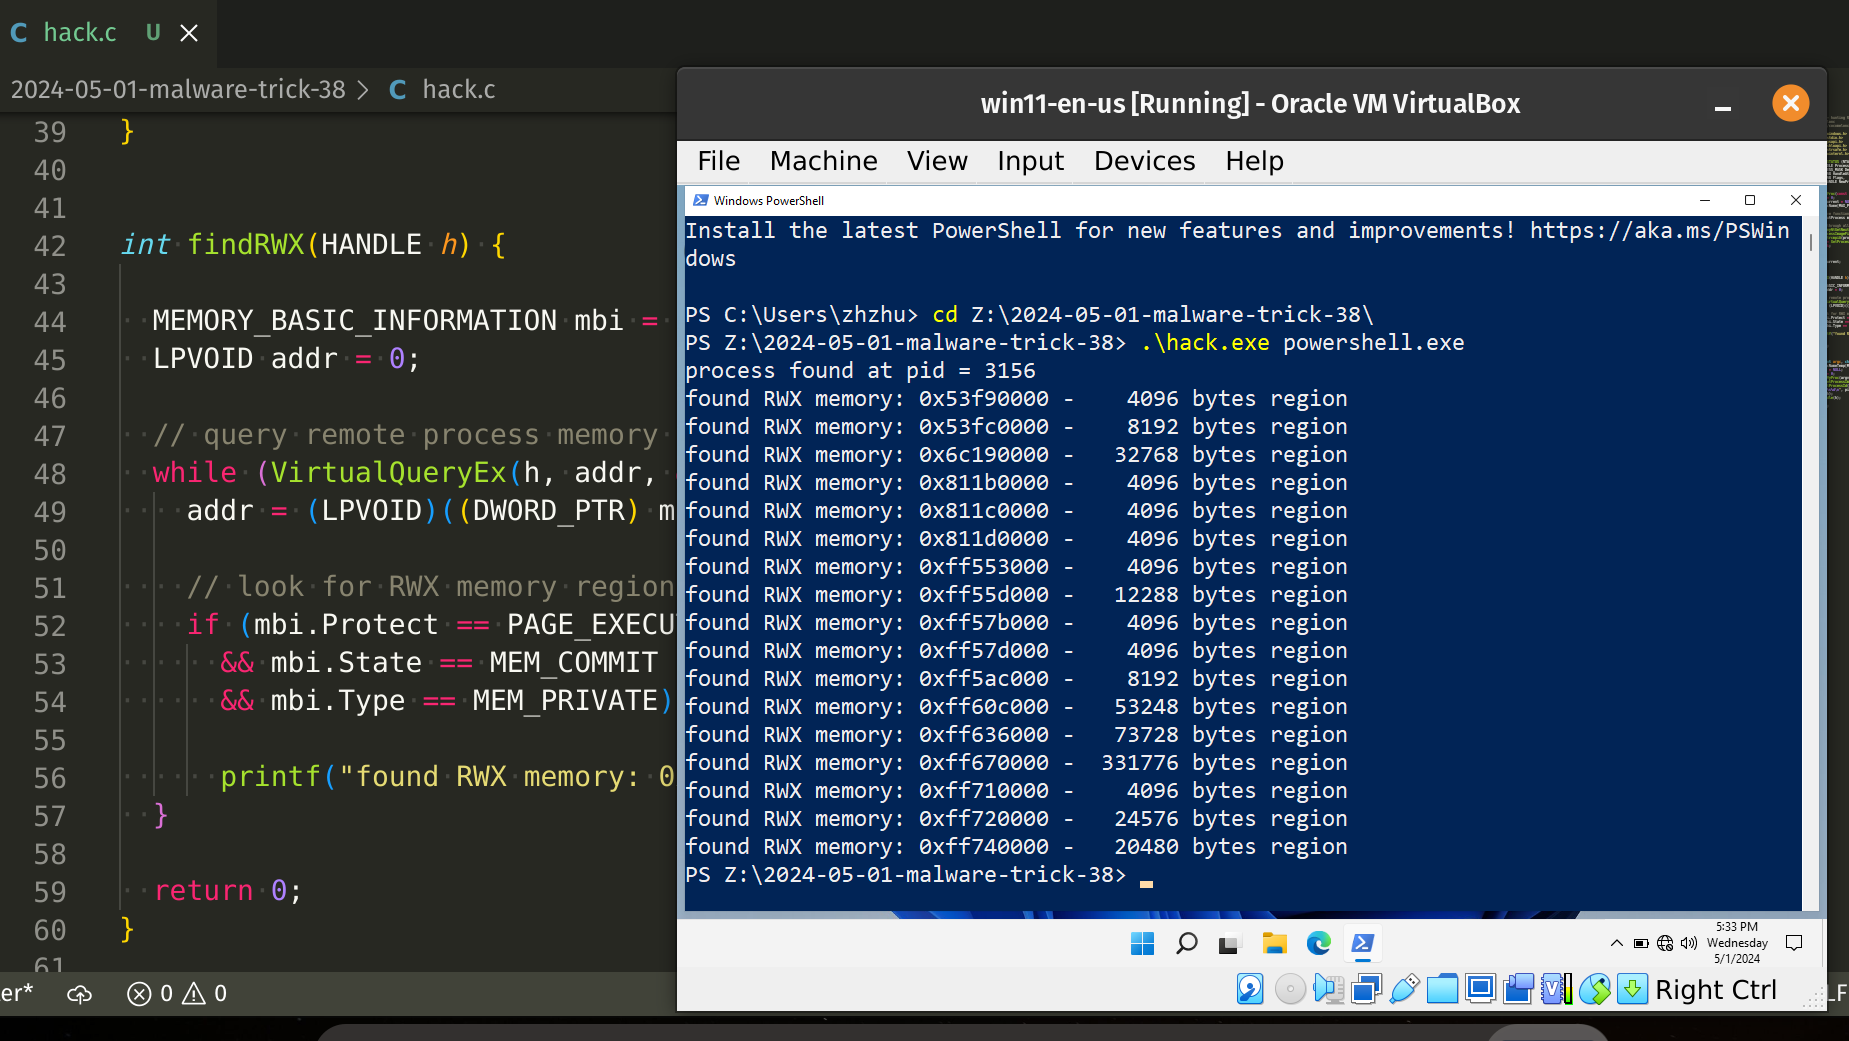 C hack.c U
2024-05-01-malware-trick-38 > C hack.c
39 }
40
41
42 int findRWX(HANDLE h) {
43
44 MEMORY_BASIC_INFORMATION mbi =
45 LPVOID addr = 0;
46
47 // query remote process memory
48 while (VirtualQueryEx(h, addr,
49 addr = (LPVOID)((DWORD_PTR) m
50
51 // look for RWX memory region
52 if (mbi.Protect == PAGE_EXECU
53 && mbi.State == MEM_COMMIT
54 && mbi.Type == MEM_PRIVATE)
55
56 printf("found RWX memory: 0
57 }
58
59 return 0;
60 }
61
er* 0 0
LF
win11-en-us [Running] - Oracle VM VirtualBox
File Machine View Input Devices Help
Windows PowerShell
Install the latest PowerShell for new features and improvements! https://aka.ms/PSWin
dows
PS C:\Users\zhzhu> cd Z:\2024-05-01-malware-trick-38\
PS Z:\2024-05-01-malware-trick-38> .\hack.exe powershell.exe
process found at pid = 3156
found RWX memory: 0x53f90000 -    4096 bytes region
found RWX memory: 0x53fc0000 -    8192 bytes region
found RWX memory: 0x6c190000 -   32768 bytes region
found RWX memory: 0x811b0000 -    4096 bytes region
found RWX memory: 0x811c0000 -    4096 bytes region
found RWX memory: 0x811d0000 -    4096 bytes region
found RWX memory: 0xff553000 -    4096 bytes region
found RWX memory: 0xff55d000 -   12288 bytes region
found RWX memory: 0xff57b000 -    4096 bytes region
found RWX memory: 0xff57d000 -    4096 bytes region
found RWX memory: 0xff5ac000 -    8192 bytes region
found RWX memory: 0xff60c000 -   53248 bytes region
found RWX memory: 0xff636000 -   73728 bytes region
found RWX memory: 0xff670000 -  331776 bytes region
found RWX memory: 0xff710000 -    4096 bytes region
found RWX memory: 0xff720000 -   24576 bytes region
found RWX memory: 0xff740000 -   20480 bytes region
PS Z:\2024-05-01-malware-trick-38>
5:33 PM
Wednesday
5/1/2024
Right Ctrl